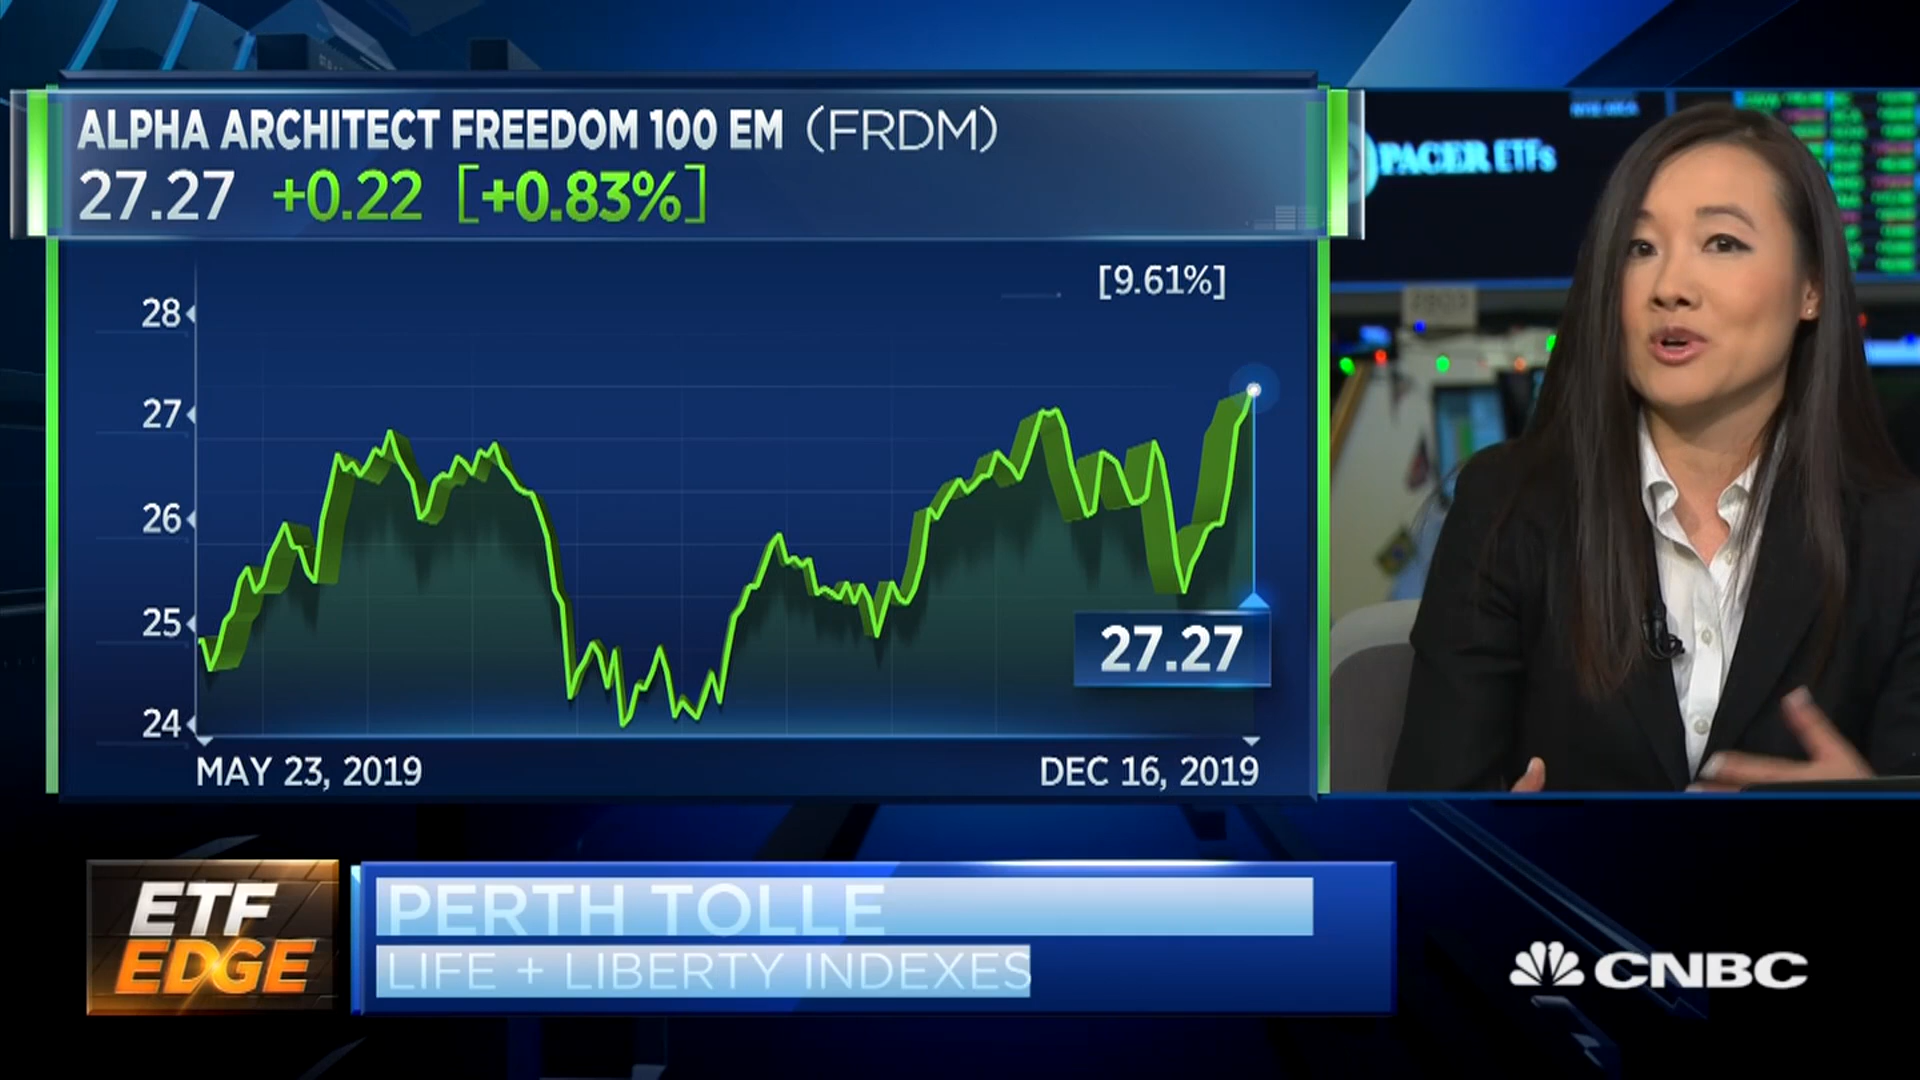 ALPHA ARCHITECT FREEDOM 100 EM (FRDM)
27.27 +0.22 [+0.83%]
[9.61%]
28
27
26
25
24
27.27
MAY 23, 2019
DEC 16, 2019
PACER ETFs
ETF
EDGE
PERTH TOLLE
LIFE + LIBERTY INDEXES
CNBC